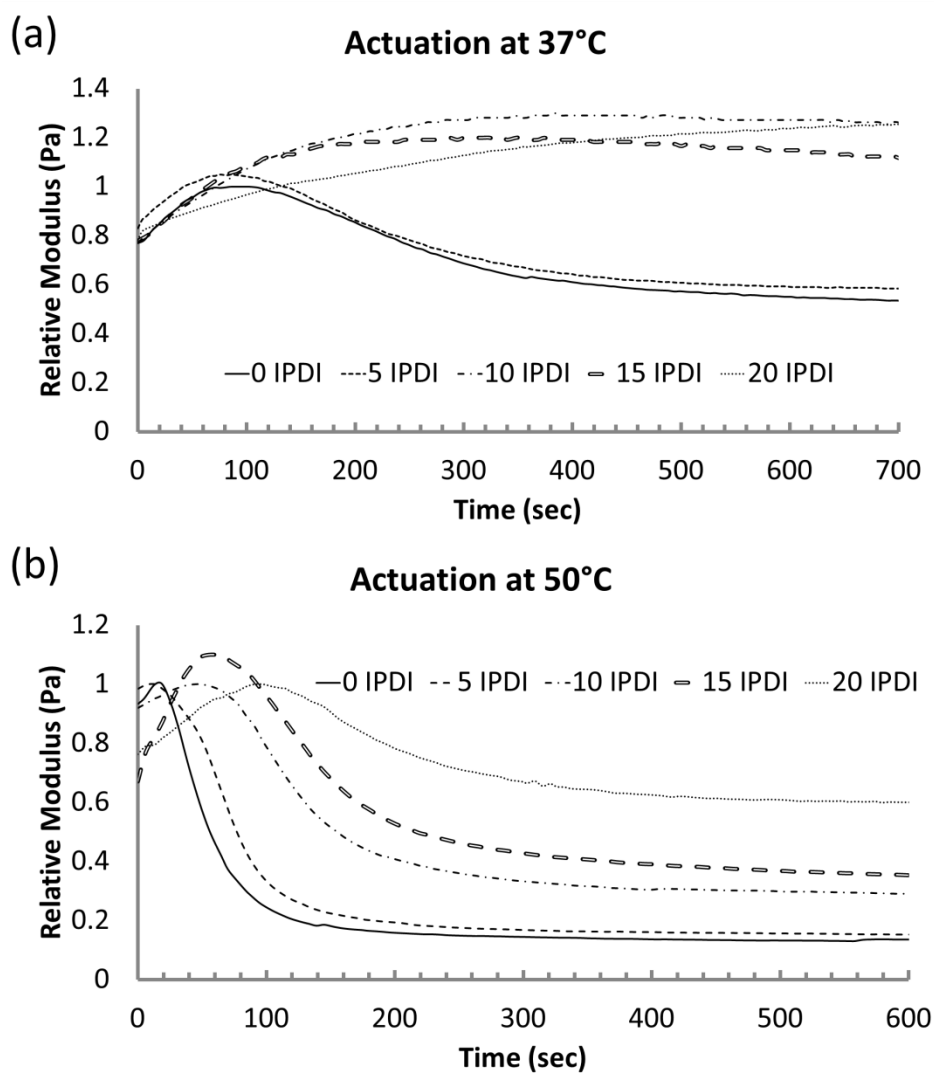 (a)
Actuation at 37°C
Relative Modulus (Pa)
1.4
1.2
1
0.8
0.6
0.4
0.2
0
0 IPDI 5 IPDI 10 IPDI 15 IPDI 20 IPDI
0 100 200 300 400 500 600 700
Time (sec)
(b)
Actuation at 50°C
Relative Modulus (Pa)
1.2
1
0.8
0.6
0.4
0.2
0
0 IPDI 5 IPDI 10 IPDI 15 IPDI 20 IPDI
0 100 200 300 400 500 600
Time (sec)